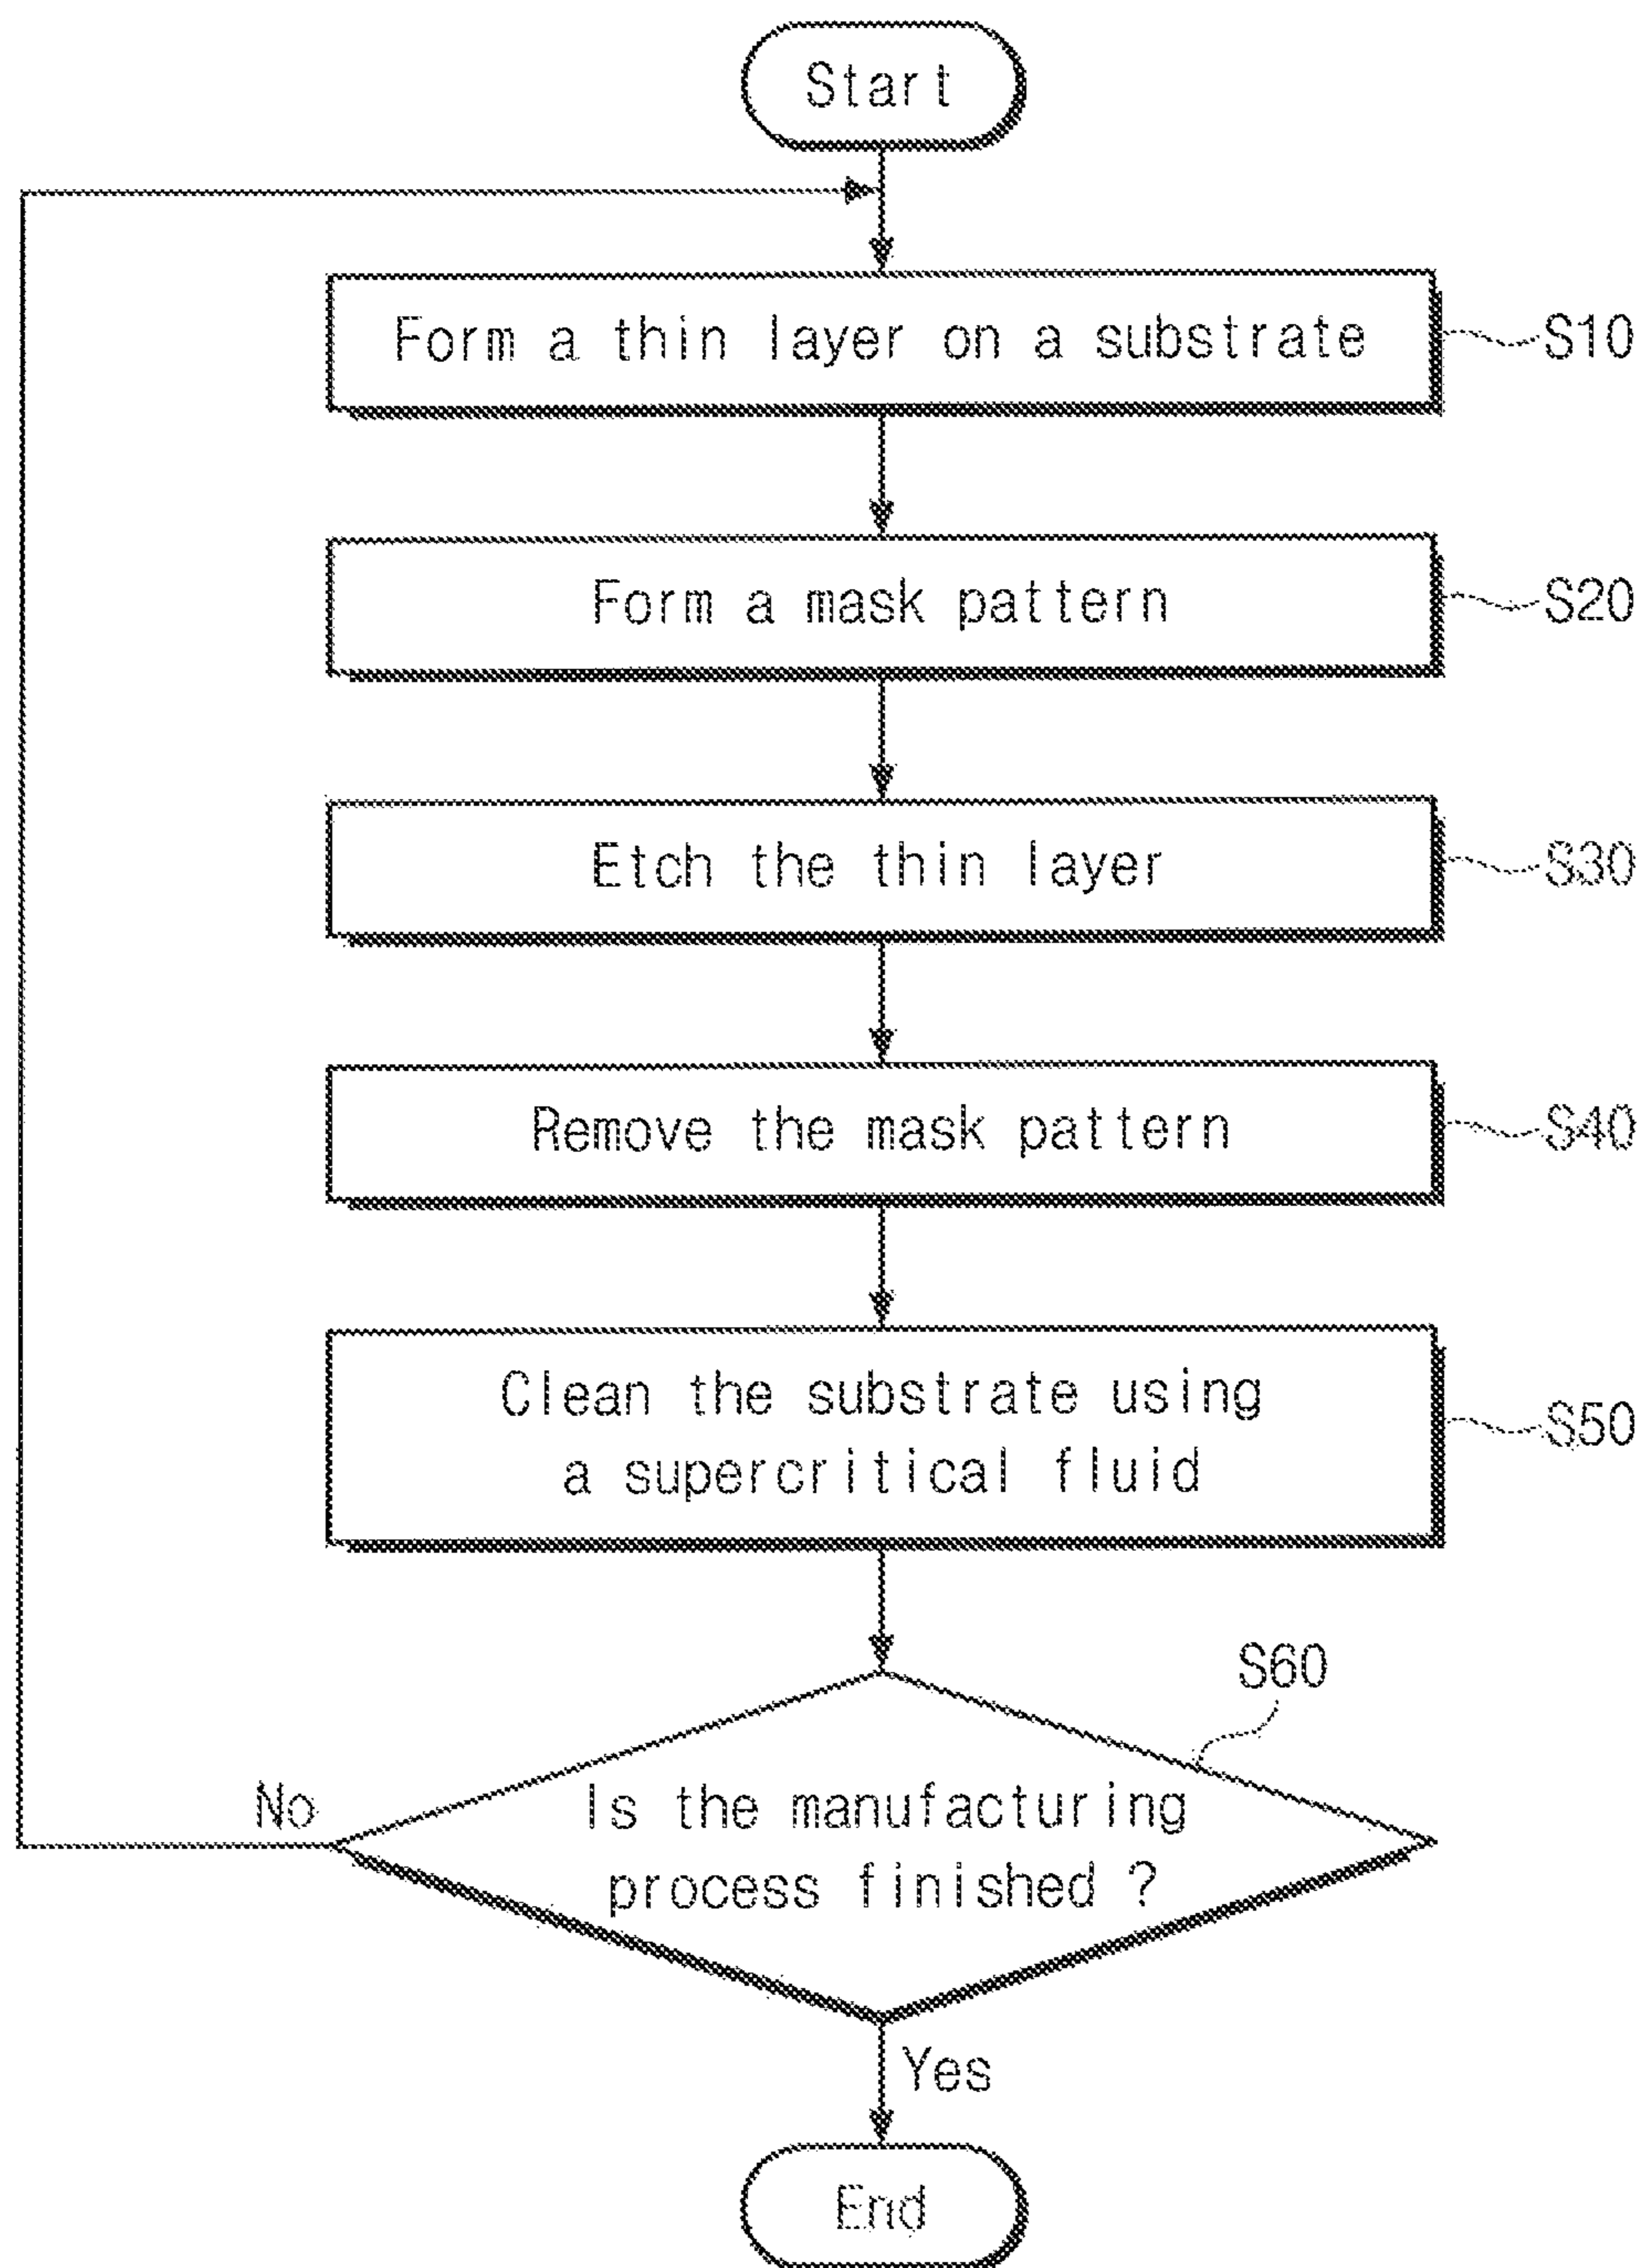 Start
Form a thin layer on a substrate
S10
Form a mask pattern
S20
Etch the thin layer
S30
Remove the mask pattern
S40
Clean the substrate using
a supercritical fluid
S50
S60
No
Is the manufacturing
process finished ?
Yes
End